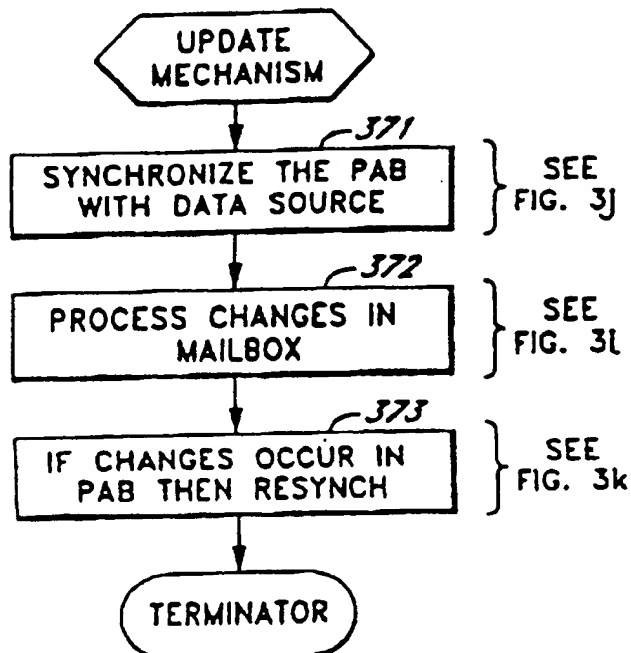 UPDATE
MECHANISM
371
SYNCHRONIZE THE PAB
WITH DATA SOURCE
SEE
FIG. 3j
372
PROCESS CHANGES IN
MAILBOX
SEE
FIG. 3l
373
IF CHANGES OCCUR IN
PAB THEN RESYNCH
SEE
FIG. 3k
TERMINATOR